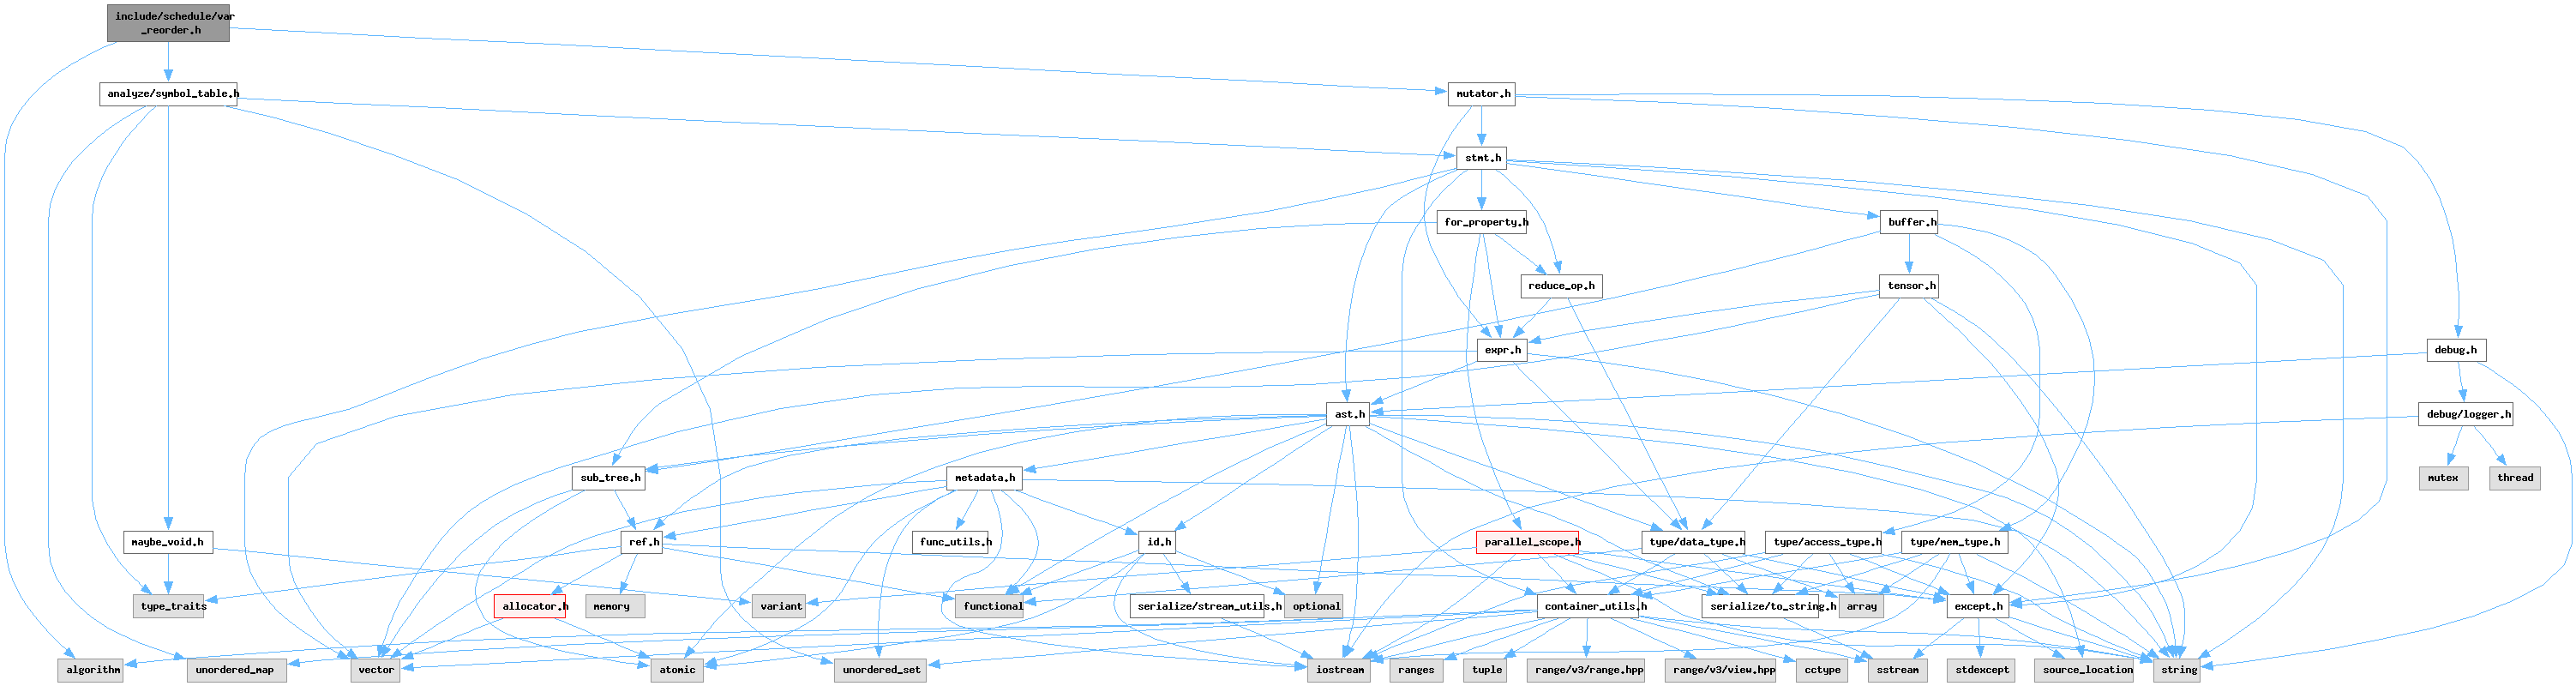 include/schedule/var
_reorder.h
analyze/symbol_table.h
mutator.h
stmt.h
for_property.h
buffer.h
reduce_op.h
tensor.h
expr.h
debug.h
ast.h
debug/logger.h
sub_tree.h
metadata.h
mutex
thread
maybe_void.h
ref.h
func_utils.h
id.h
parallel_scope.h
type/data_type.h
type/access_type.h
type/mem_type.h
type_traits
allocator.h
memory
variant
functional
serialize/stream_utils.h
optional
container_utils.h
serialize/to_string.h
array
except.h
algorithm
unordered_map
vector
atomic
unordered_set
iostream
ranges
tuple
range/v3/range.hpp
range/v3/view.hpp
cctype
sstream
stdexcept
source_location
string